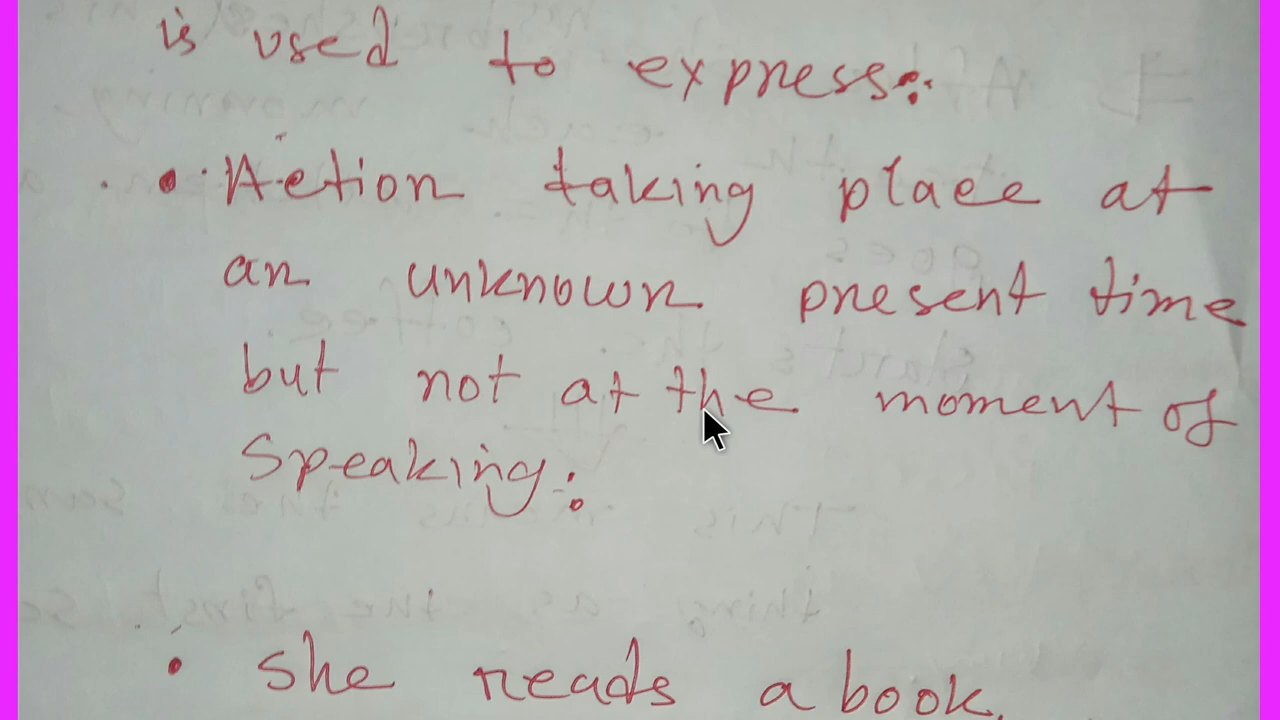 is used to express:
• Action taking place at
an unknown present time
but not at the moment of
speaking:
• she reads a book.